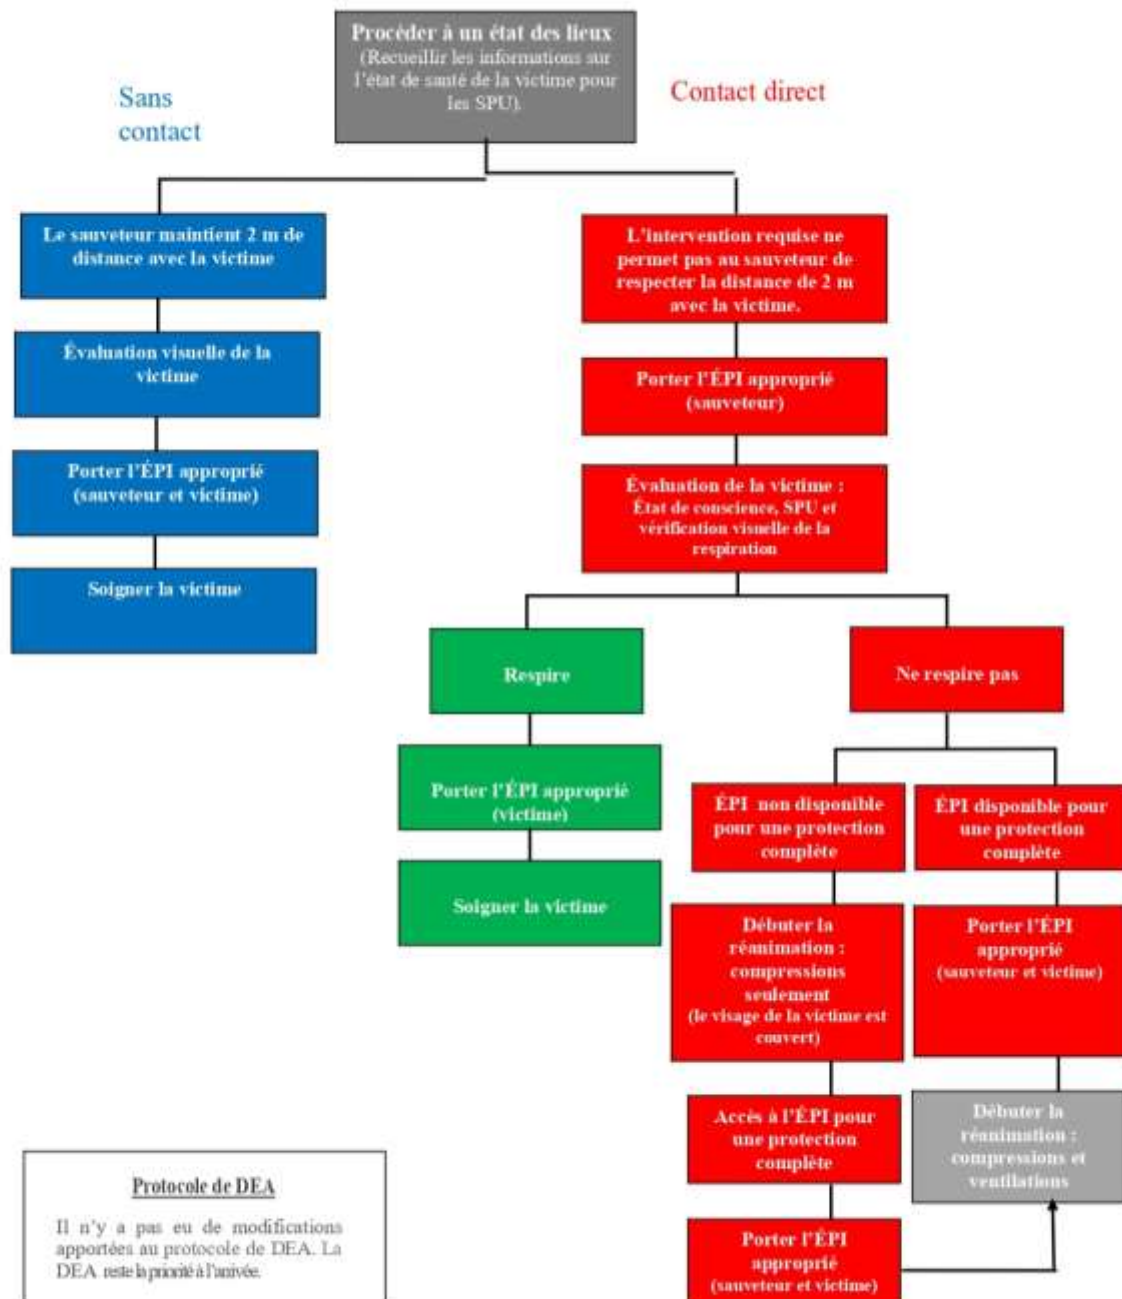 Procéder à un état des lieux
(Recueillir les informations sur
l'état de santé de la victime pour
les SPU).
Sans
contact
Contact direct
Le sauveteur maintient 2 m de
distance avec la victime
Évaluation visuelle de la
victime
Porter l'ÉPI approprié
(sauveteur et victime)
Soigner la victime
L'intervention requise ne
permet pas au sauveteur de
respecter la distance de 2 m
avec la victime.
Porter l'ÉPI approprié
(sauveteur)
Évaluation de la victime :
État de conscience, SPU et
vérification visuelle de la
respiration
Respire
Porter l'ÉPI approprié
(victime)
Soigner la victime
Ne respire pas
ÉPI non disponible
pour une protection
complète
Débuter la
réanimation :
compressions
seulement
(le visage de la victime est
couvert)
Accès à l'ÉPI pour
une protection
complète
Porter l'ÉPI
approprié
(sauveteur et victime)
ÉPI disponible pour
une protection
complète
Porter l'ÉPI
approprié
(sauveteur et victime)
Débuter la
réanimation :
compressions et
ventilations
Protocole de DEA
Il n'y a pas eu de modifications
apportées au protocole de DEA. La
DEA reste la priorité à l'arrivée.